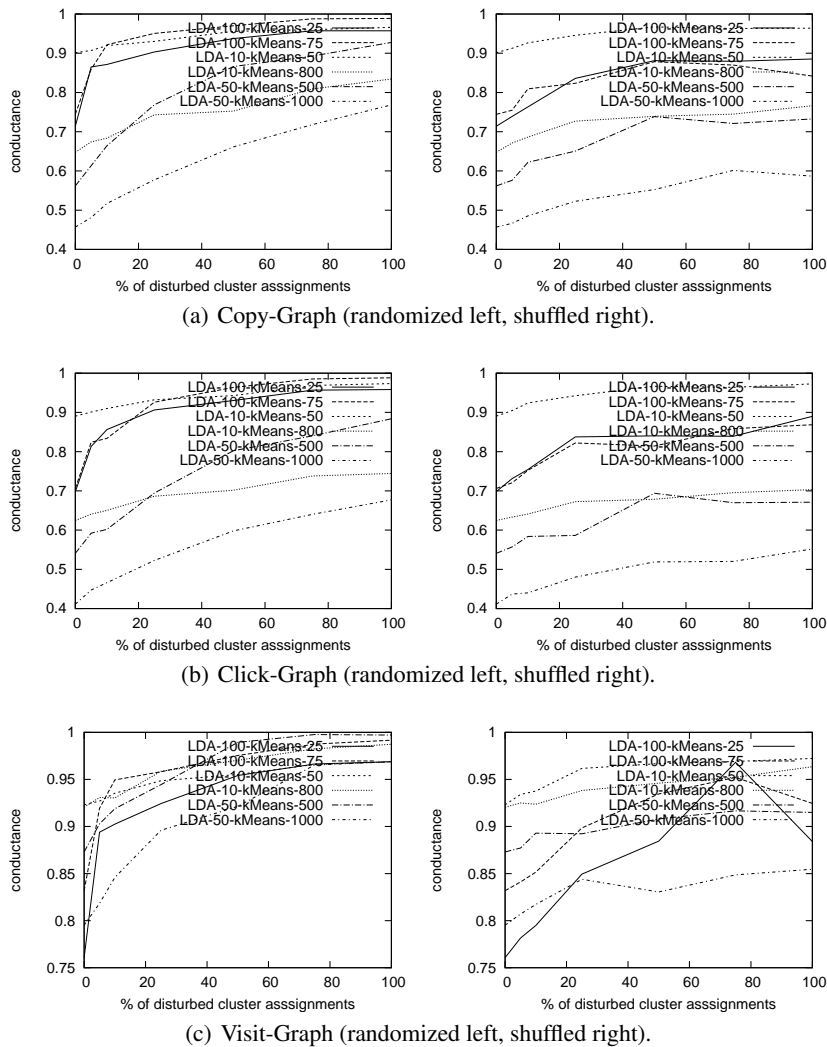 1
0.9
0.8
0.7
0.6
0.5
0.4
conductance
0 20 40 60 80 100
% of disturbed cluster asssignments
LDA-100-kMeans-25
LDA-100-kMeans-75
LDA-10-kMeans-50
LDA-10-kMeans-800
LDA-50-kMeans-500
LDA-50-kMeans-1000
1
0.9
0.8
0.7
0.6
0.5
0.4
conductance
0 20 40 60 80 100
% of disturbed cluster asssignments
LDA-100-kMeans-25
LDA-100-kMeans-75
LDA-10-kMeans-50
LDA-10-kMeans-800
LDA-50-kMeans-500
LDA-50-kMeans-1000
(a) Copy-Graph (randomized left, shuffled right).
1
0.9
0.8
0.7
0.6
0.5
0.4
conductance
0 20 40 60 80 100
% of disturbed cluster asssignments
LDA-100-kMeans-25
LDA-100-kMeans-75
LDA-10-kMeans-50
LDA-10-kMeans-800
LDA-50-kMeans-500
LDA-50-kMeans-1000
1
0.9
0.8
0.7
0.6
0.5
0.4
conductance
0 20 40 60 80 100
% of disturbed cluster asssignments
LDA-100-kMeans-25
LDA-100-kMeans-75
LDA-10-kMeans-50
LDA-10-kMeans-800
LDA-50-kMeans-500
LDA-50-kMeans-1000
(b) Click-Graph (randomized left, shuffled right).
1
0.95
0.9
0.85
0.8
0.75
conductance
0 20 40 60 80 100
% of disturbed cluster asssignments
LDA-100-kMeans-25
LDA-100-kMeans-75
LDA-10-kMeans-50
LDA-10-kMeans-800
LDA-50-kMeans-500
LDA-50-kMeans-1000
1
0.95
0.9
0.85
0.8
0.75
conductance
0 20 40 60 80 100
% of disturbed cluster asssignments
LDA-100-kMeans-25
LDA-100-kMeans-75
LDA-10-kMeans-50
LDA-10-kMeans-800
LDA-50-kMeans-500
LDA-50-kMeans-1000
(c) Visit-Graph (randomized left, shuffled right).